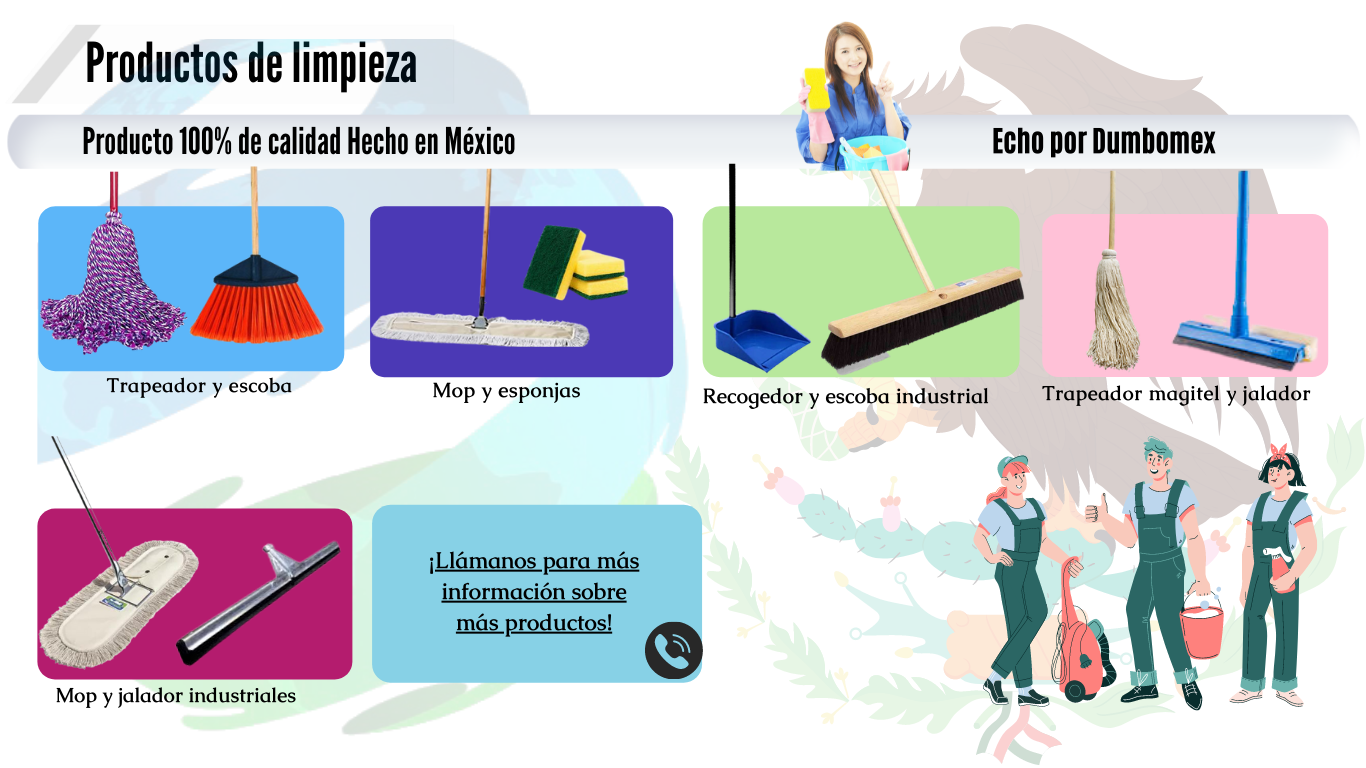 Productos de limpieza
Producto 100% de calidad Hecho en México
Echo por Dumbomex
Trapeador y escoba
Mop y esponjas
Recogedor y escoba industrial
Trapeador magitel y jalador
Mop y jalador industriales
¡Llámanos para más
información sobre
más productos!